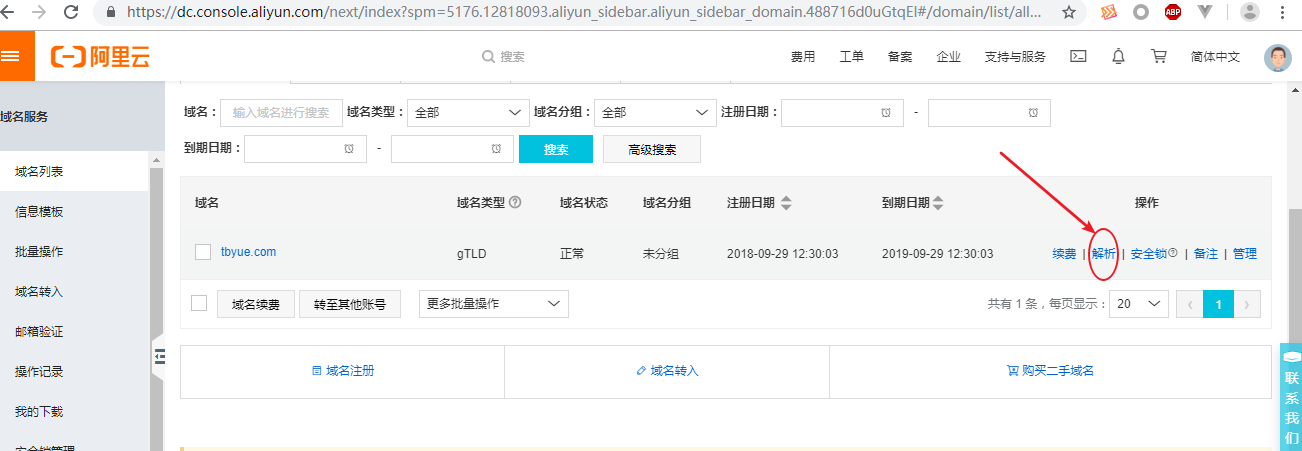 https://dc.console.aliyun.com/next/index?spm=5176.12818093.aliyun_sidebar.aliyun_sidebar_domain.488716d0uGtqEl#/domain/list/all...
ABP
阿里云 搜索 费用 工单 备案 企业 支持与服务 简体中文
域名服务
域名列表
信息模板
批量操作
域名转入
邮箱验证
操作记录
我的下载
安全锁管理
域名： 输入域名进行搜索 域名类型： 全部 域名分组： 全部 注册日期： -
到期日期： - 搜索 高级搜索
域名 域名类型 域名状态 域名分组 注册日期 到期日期 操作
tbyue.com gTLD 正常 未分组 2018-09-29 12:30:03 2019-09-29 12:30:03 续费 | 解析 | 安全锁 | 备注 | 管理
域名续费 转至其他账号 更多批量操作 共有 1 条，每页显示： 20 ‹ 1 ›
域名注册 域名转入 购买二手域名
联系我们